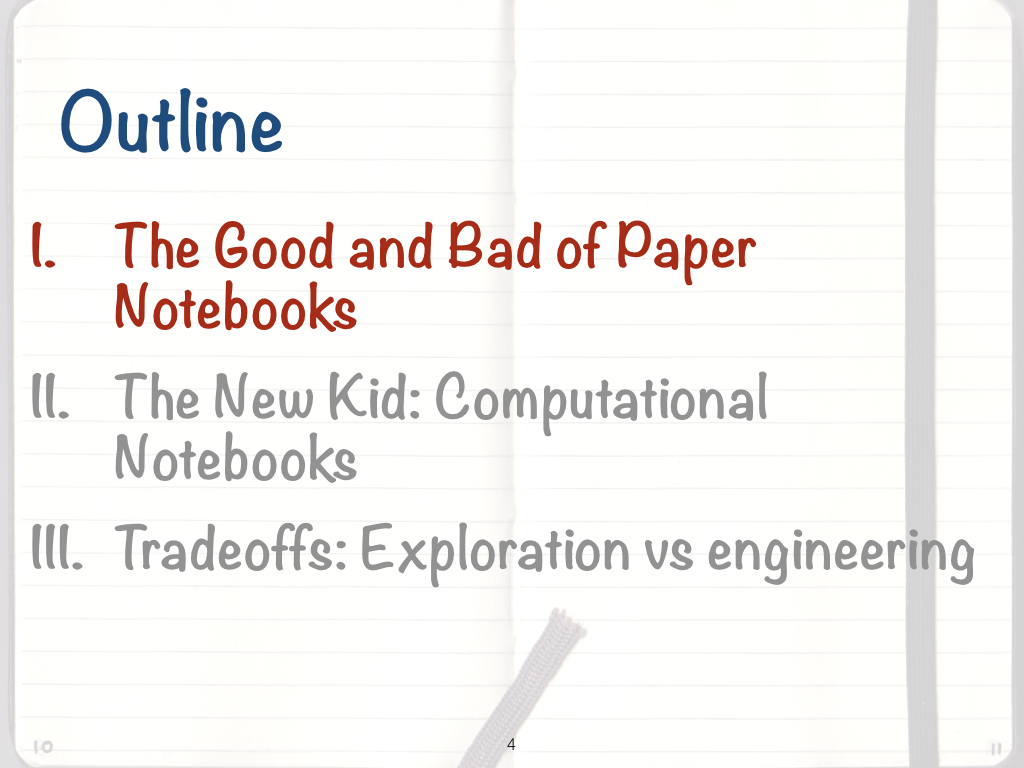 Outline
I. The Good and Bad of Paper
Notebooks
II. The New Kid: Computational
Notebooks
III. Tradeoffs: Exploration vs engineering
10 4 11